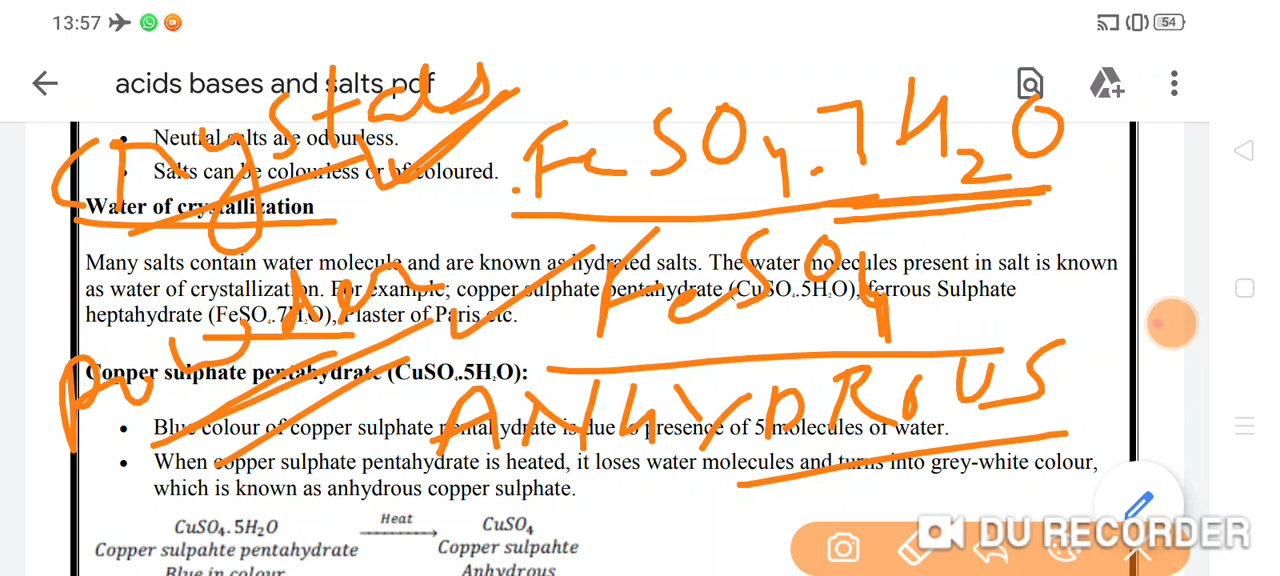 13:57
54
acids bases and salts pdf
Crystals
FeSO4.7H2O
Neutral salts are odourless.
Salts can be colourless or of coloured.
Water of crystallization
Many salts contain water molecule and are known as hydrated salts. The water molecules present in salt is known
as water of crystallization. For example; copper sulphate pentahydrate (CuSO4.5H2O), ferrous Sulphate
heptahydrate (FeSO4.7H2O), Plaster of Paris etc.
FeSO4
Powder
Copper sulphate pentahydrate (CuSO4.5H2O):
ANHYDROUS
Blue colour of copper sulphate pentahydrate is due to presence of 5 molecules of water.
When copper sulphate pentahydrate is heated, it loses water molecules and turns into grey-white colour,
which is known as anhydrous copper sulphate.
CuSO4.5H2O Heat CuSO4
Copper sulpahte pentahydrate Copper sulpahte
Blue in colour Anhydrous
DU RECORDER